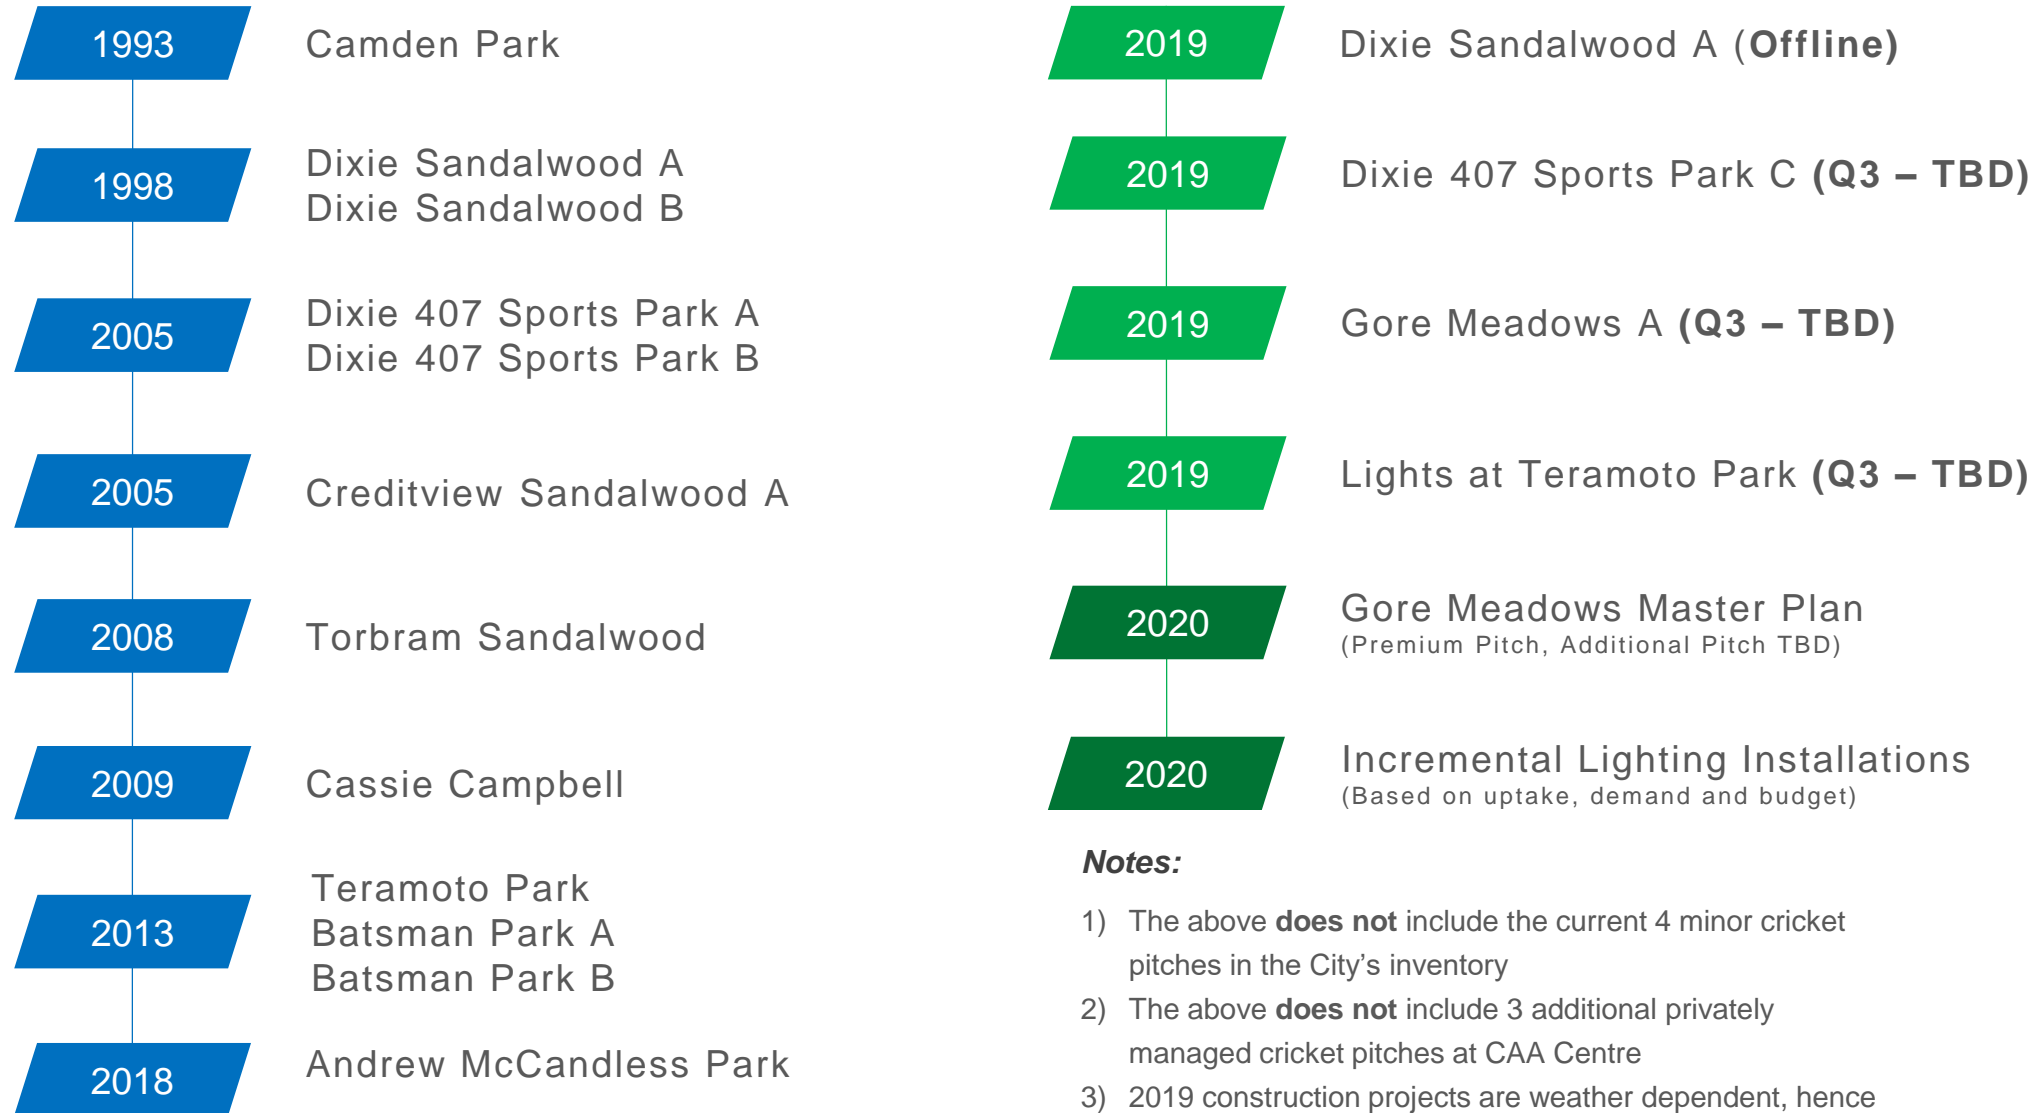 1993
Camden Park
1998
Dixie Sandalwood A
Dixie Sandalwood B
2005
Dixie 407 Sports Park A
Dixie 407 Sports Park B
2005
Creditview Sandalwood A
2008
Torbram Sandalwood
2009
Cassie Campbell
2013
Teramoto Park
Batsman Park A
Batsman Park B
2018
Andrew McCandless Park
2019
Dixie Sandalwood A (Offline)
2019
Dixie 407 Sports Park C (Q3 – TBD)
2019
Gore Meadows A (Q3 – TBD)
2019
Lights at Teramoto Park (Q3 – TBD)
2020
Gore Meadows Master Plan
(Premium Pitch, Additional Pitch TBD)
2020
Incremental Lighting Installations
(Based on uptake, demand and budget)
Notes:
1) The above does not include the current 4 minor cricket
pitches in the City’s inventory
2) The above does not include 3 additional privately
managed cricket pitches at CAA Centre
3) 2019 construction projects are weather dependent, hence